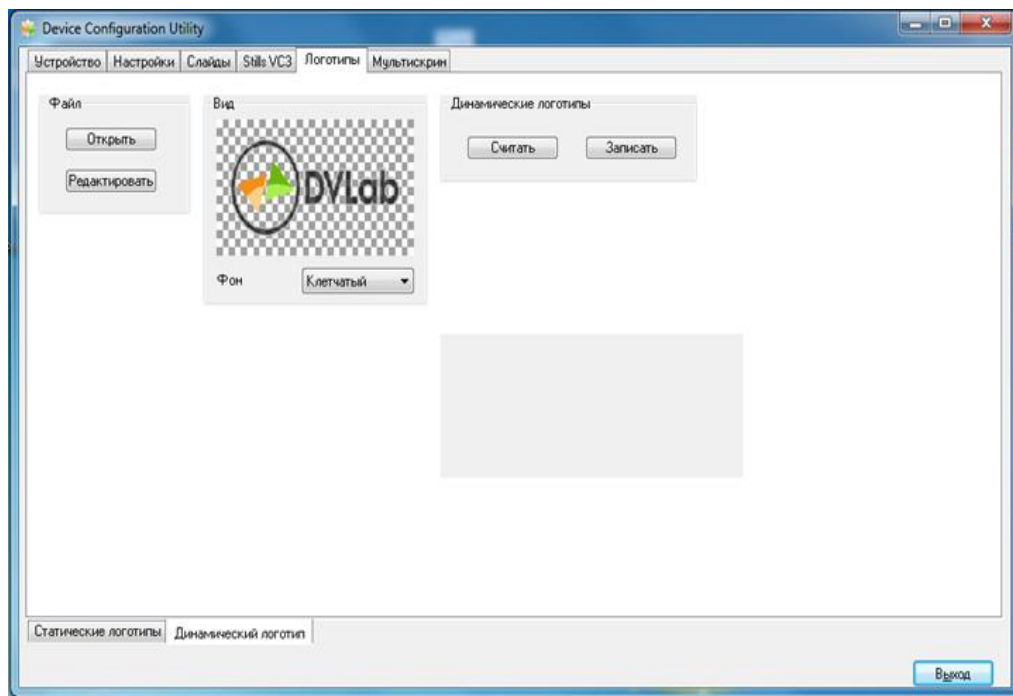 Device Configuration Utility
Устройство Настройки Слайды Stills VC3 Логотипы Мультискрин
Файл
Открыть
Редактировать
Вид
DVLab
Фон Клетчатый
Динамические логотипы
Считать Записать
Статические логотипы Динамический логотип
Выход